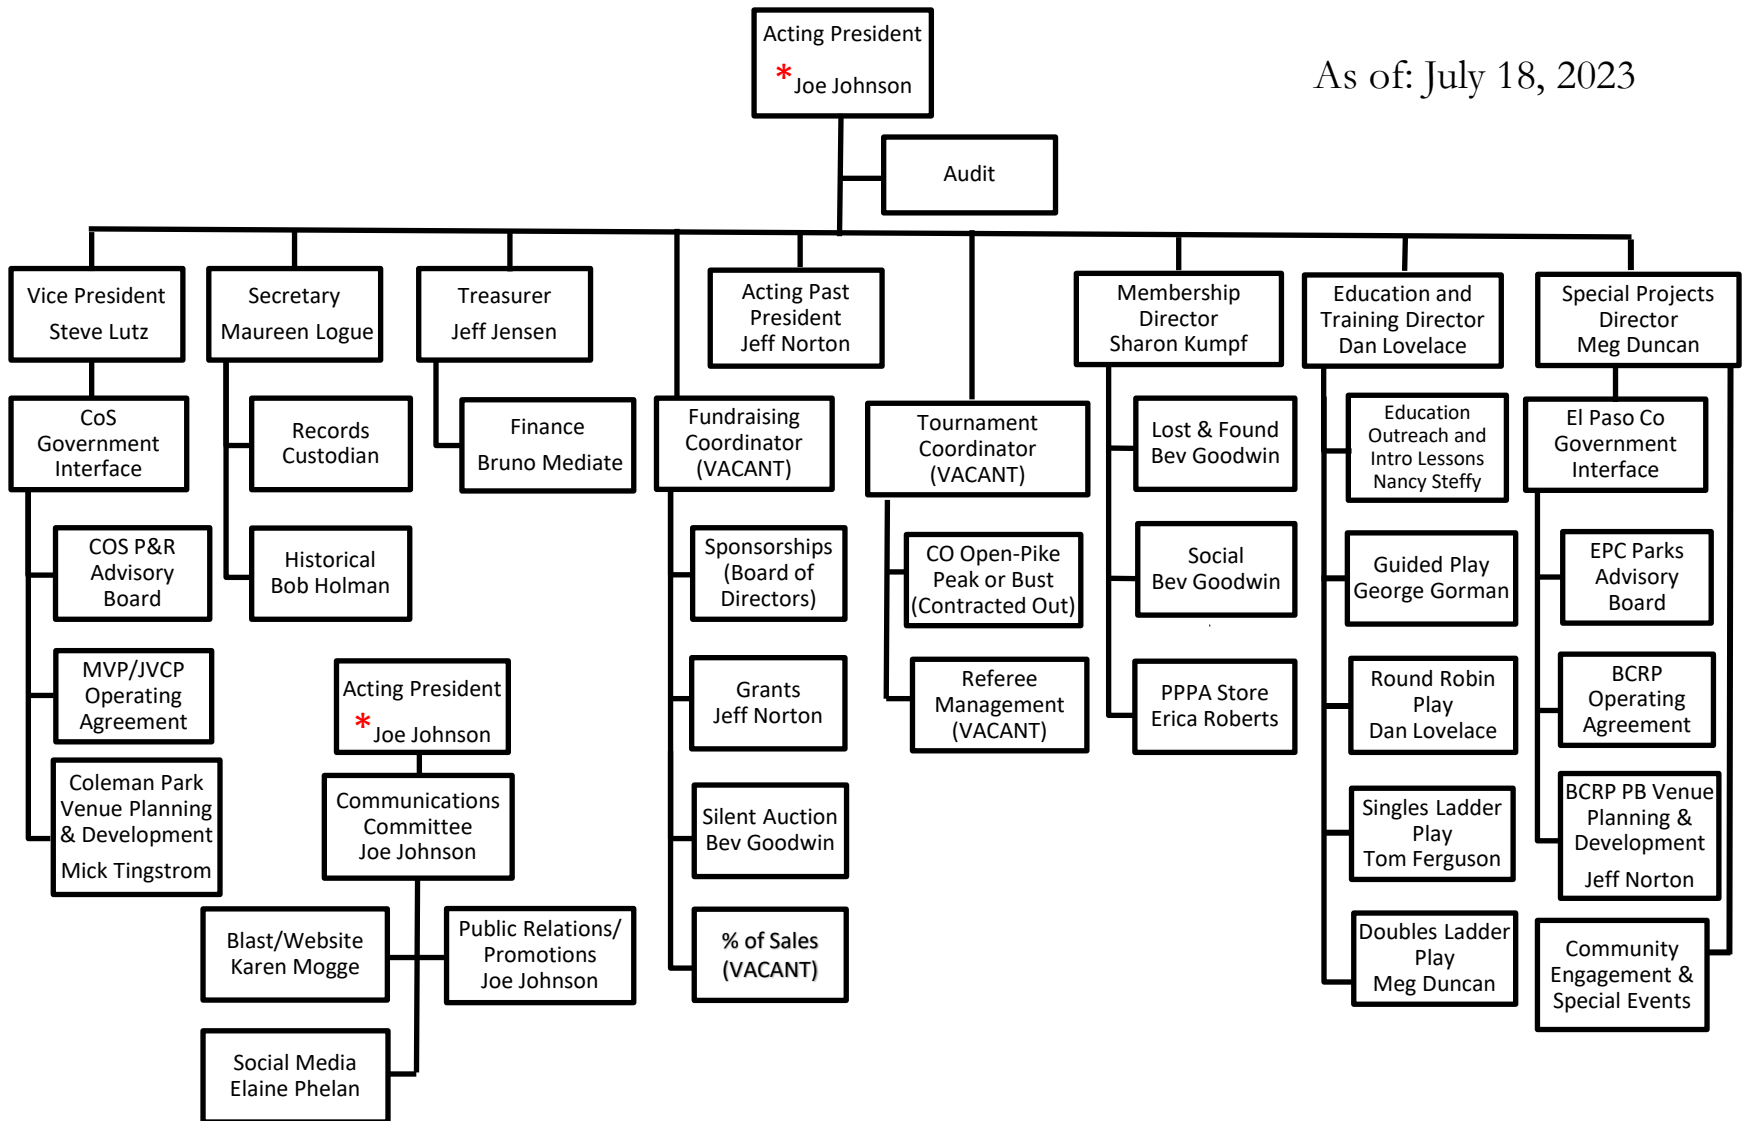 Acting President
* Joe Johnson
As of: July 18, 2023
Audit
Vice President
Steve Lutz
Secretary
Maureen Logue
Treasurer
Jeff Jensen
Acting Past
President
Jeff Norton
Membership
Director
Sharon Kumpf
Education and
Training Director
Dan Lovelace
Special Projects
Director
Meg Duncan
CoS
Government
Interface
Records
Custodian
Finance
Bruno Mediate
Fundraising
Coordinator
(VACANT)
Tournament
Coordinator
(VACANT)
Lost & Found
Bev Goodwin
Education
Outreach and
Intro Lessons
Nancy Steffy
El Paso Co
Government
Interface
COS P&R
Advisory
Board
Historical
Bob Holman
Sponsorships
(Board of
Directors)
CO Open-Pike
Peak or Bust
(Contracted Out)
Social
Bev Goodwin
Guided Play
George Gorman
EPC Parks
Advisory
Board
MVP/JVCP
Operating
Agreement
Acting President
* Joe Johnson
Grants
Jeff Norton
Referee
Management
(VACANT)
PPPA Store
Erica Roberts
Round Robin
Play
Dan Lovelace
BCRP
Operating
Agreement
Coleman Park
Venue Planning
& Development
Mick Tingstrom
Communications
Committee
Joe Johnson
Silent Auction
Bev Goodwin
Singles Ladder
Play
Tom Ferguson
BCRP PB Venue
Planning &
Development
Jeff Norton
Blast/Website
Karen Mogge
Public Relations/
Promotions
Joe Johnson
% of Sales
(VACANT)
Doubles Ladder
Play
Meg Duncan
Community
Engagement &
Special Events
Social Media
Elaine Phelan